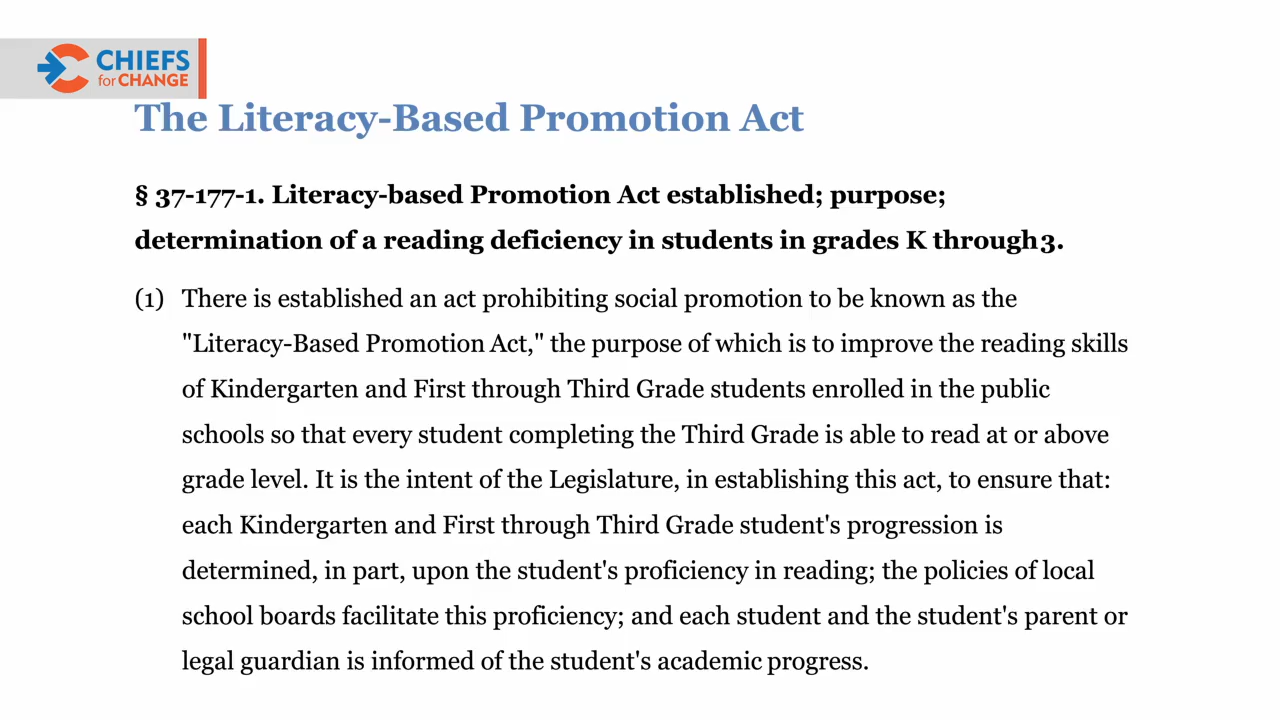 CHIEFS
for CHANGE
The Literacy-Based Promotion Act
§ 37-177-1. Literacy-based Promotion Act established; purpose;
determination of a reading deficiency in students in grades K through 3.
(1) There is established an act prohibiting social promotion to be known as the
"Literacy-Based Promotion Act," the purpose of which is to improve the reading skills
of Kindergarten and First through Third Grade students enrolled in the public
schools so that every student completing the Third Grade is able to read at or above
grade level. It is the intent of the Legislature, in establishing this act, to ensure that:
each Kindergarten and First through Third Grade student's progression is
determined, in part, upon the student's proficiency in reading; the policies of local
school boards facilitate this proficiency; and each student and the student's parent or
legal guardian is informed of the student's academic progress.